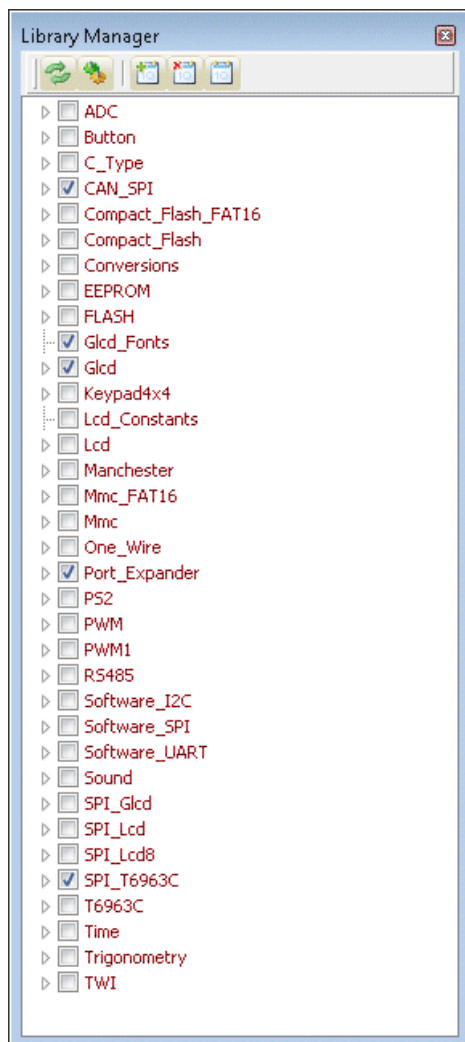 Library Manager
ADC
Button
C_Type
CAN_SPI
Compact_Flash_FAT16
Compact_Flash
Conversions
EEPROM
FLASH
Glcd_Fonts
Glcd
Keypad4x4
Lcd_Constants
Lcd
Manchester
Mmc_FAT16
Mmc
One_Wire
Port_Expander
PS2
PWM
PWM1
RS485
Software_I2C
Software_SPI
Software_UART
Sound
SPI_Glcd
SPI_Lcd
SPI_Lcd8
SPI_T6963C
T6963C
Time
Trigonometry
TWI